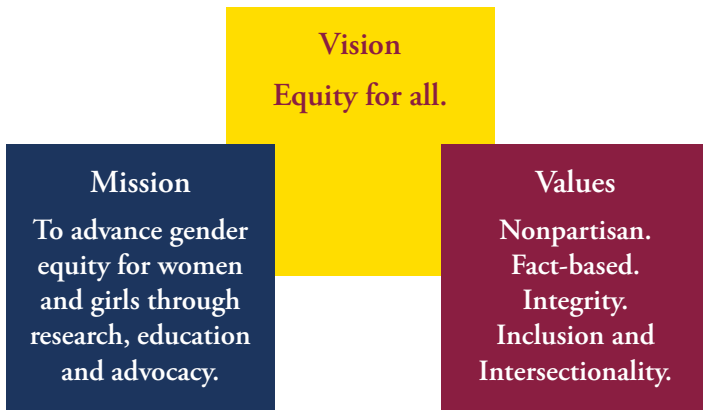 Vision
Equity for all.
Mission
To advance gender
equity for women
and girls through
research, education
and advocacy.
Values
Nonpartisan.
Fact-based.
Integrity.
Inclusion and
Intersectionality.